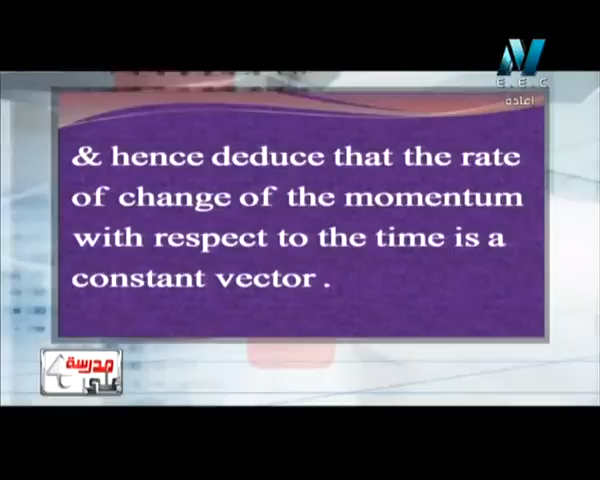 E.E.C
اعادة
& hence deduce that the rate
of change of the momentum
with respect to the time is a
constant vector .
مدرسة
علي